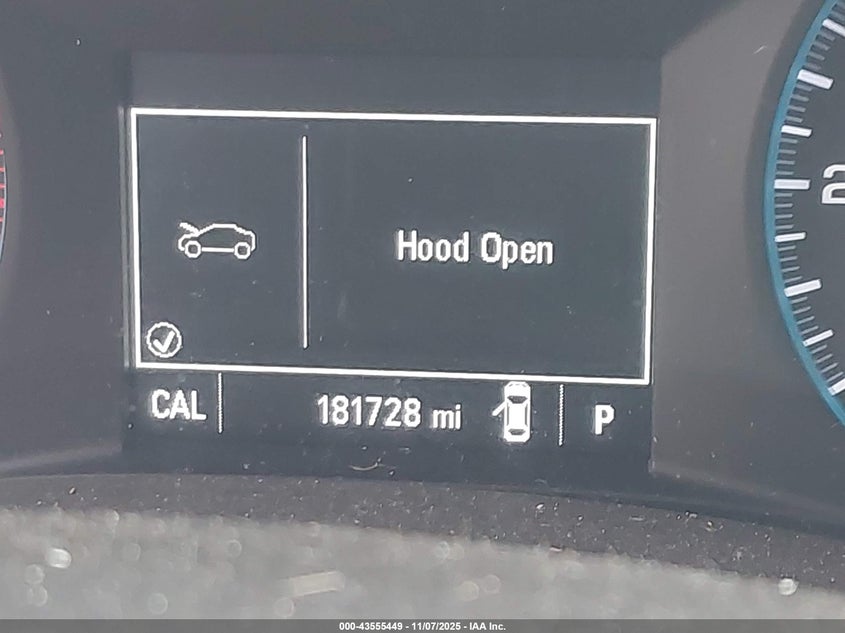 Hood Open
CAL 181728 mi P
000-43555449 - 11/07/2025 - IAA Inc.